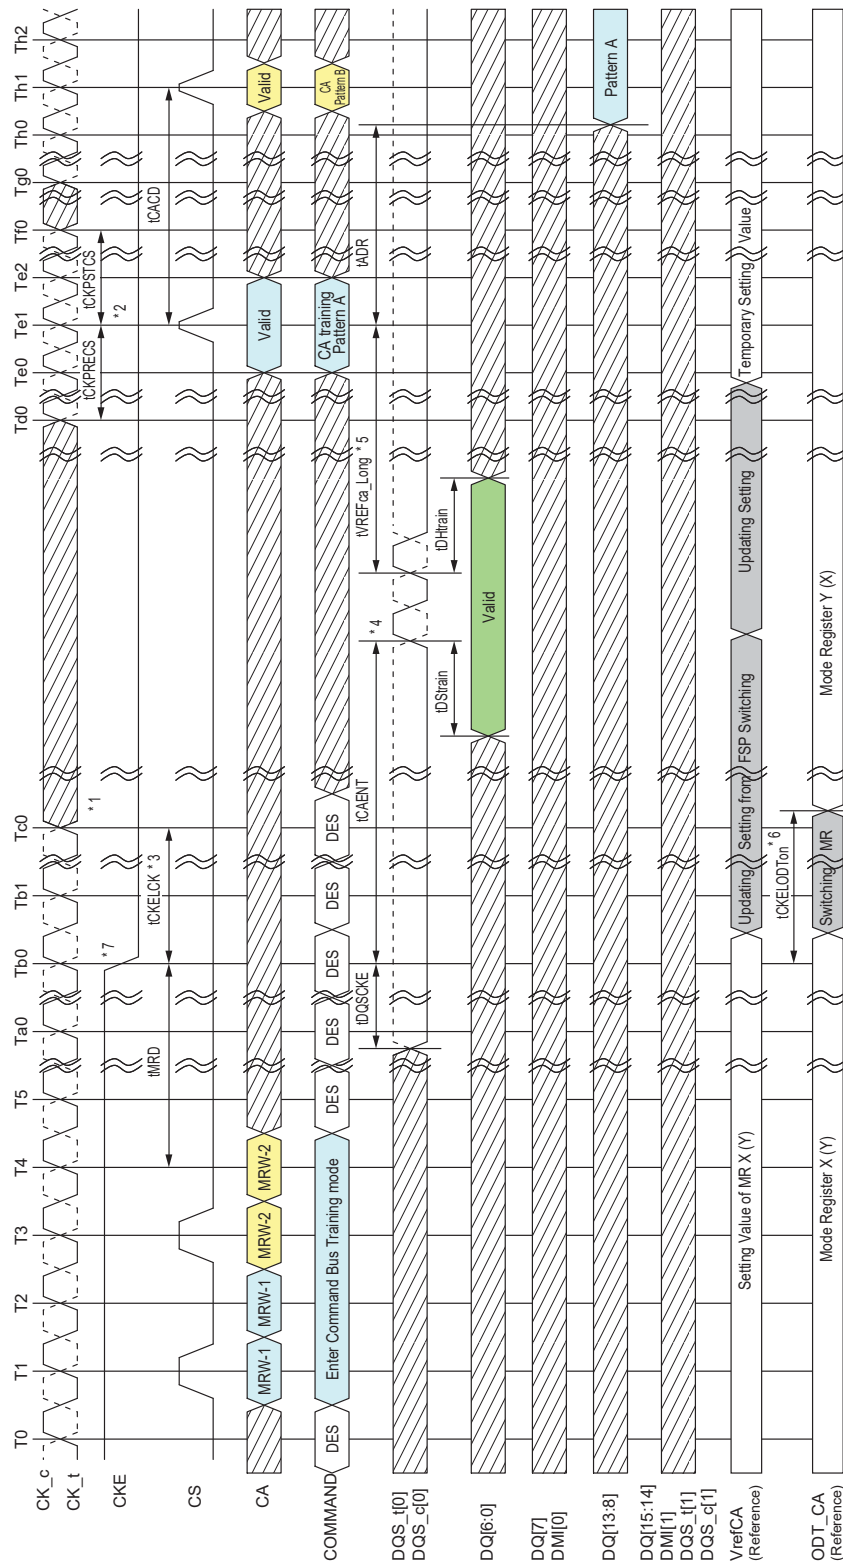 T0 T1 T2 T3 T4 T5 Ta0 Tb0 Tb1 Tc0 Td0 Te0 Te1 Te2 Tf0 Tg0 Th0 Th1 Th2
CK_c
CK_t
* 1
tCKPRECS tCKPSTCS
* 2
CKE
* 7
tMRD tCKELCK * 3 tCACD
CS
CA
MRW-1 MRW-1 MRW-2 MRW-2 Valid Valid
COMMAND
DES Enter Command Bus Training mode DES DES DES DES DES DES
CA training
Pattern A
CA
Pattern B
tDQSCKE tCAENT * 4 tVREFca_Long * 5 tADR
DQS_t[0]
DQS_c[0]
tDStrain tDHtrain
DQ[6:0]
Valid
DQ[7]
DMI[0]
DQ[13:8]
Pattern A
DQ[15:14]
DMI[1]
DQS_t[1]
DQS_c[1]
VrefCA
(Reference)
Setting Value of MR X (Y) Updating Setting from FSP Switching Updating Setting Temporary Setting Value
tCKELODTon * 6
ODT_CA
(Reference)
Mode Register X (Y) Switching MR Mode Register Y (X)